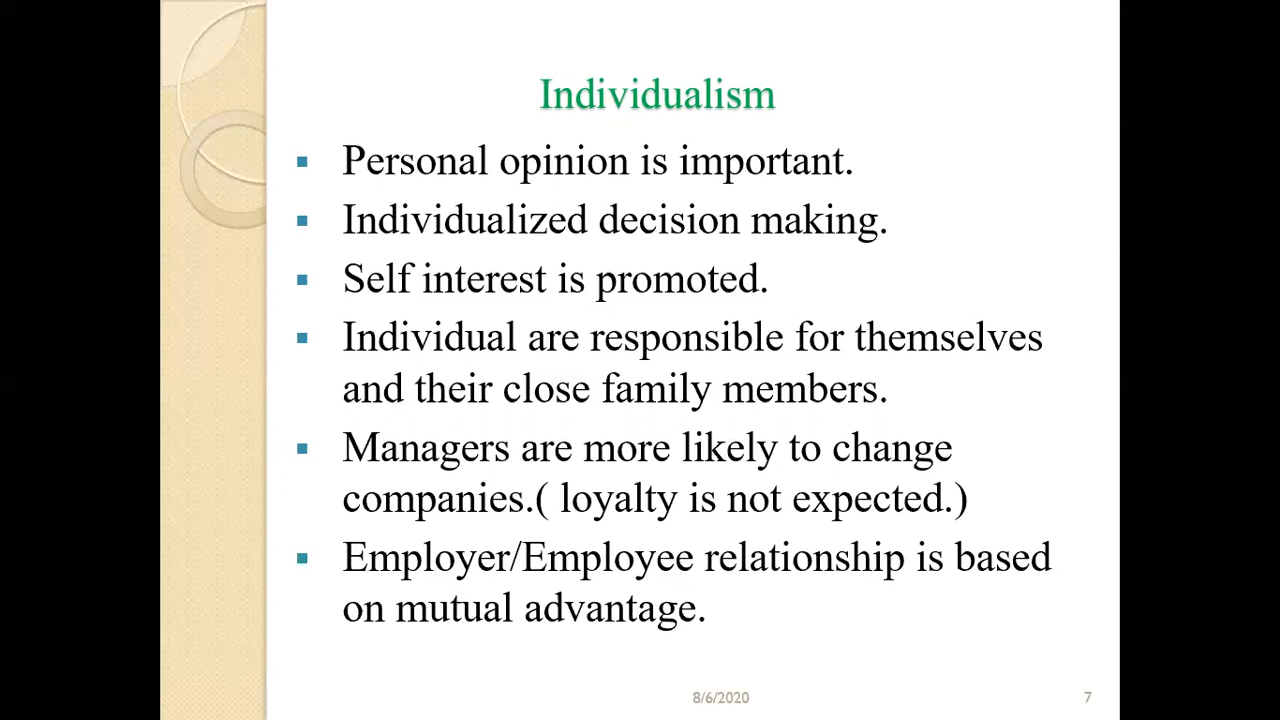 Individualism
▪ Personal opinion is important.
▪ Individualized decision making.
▪ Self interest is promoted.
▪ Individual are responsible for themselves
and their close family members.
▪ Managers are more likely to change
companies.( loyalty is not expected.)
▪ Employer/Employee relationship is based
on mutual advantage.
8/6/2020 7